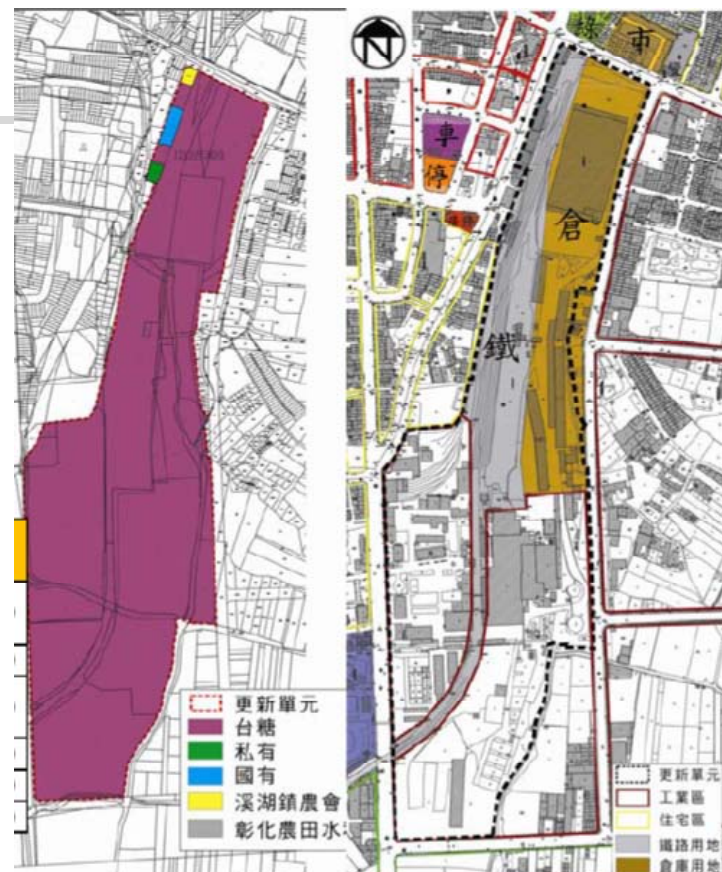 更新單元
台糖
私有
國有
溪湖鎮農會
彰化農田水
N
綠
市
車
停
倉
鐵
更新單元
工業區
住宅區
鐵路用地
倉庫用地